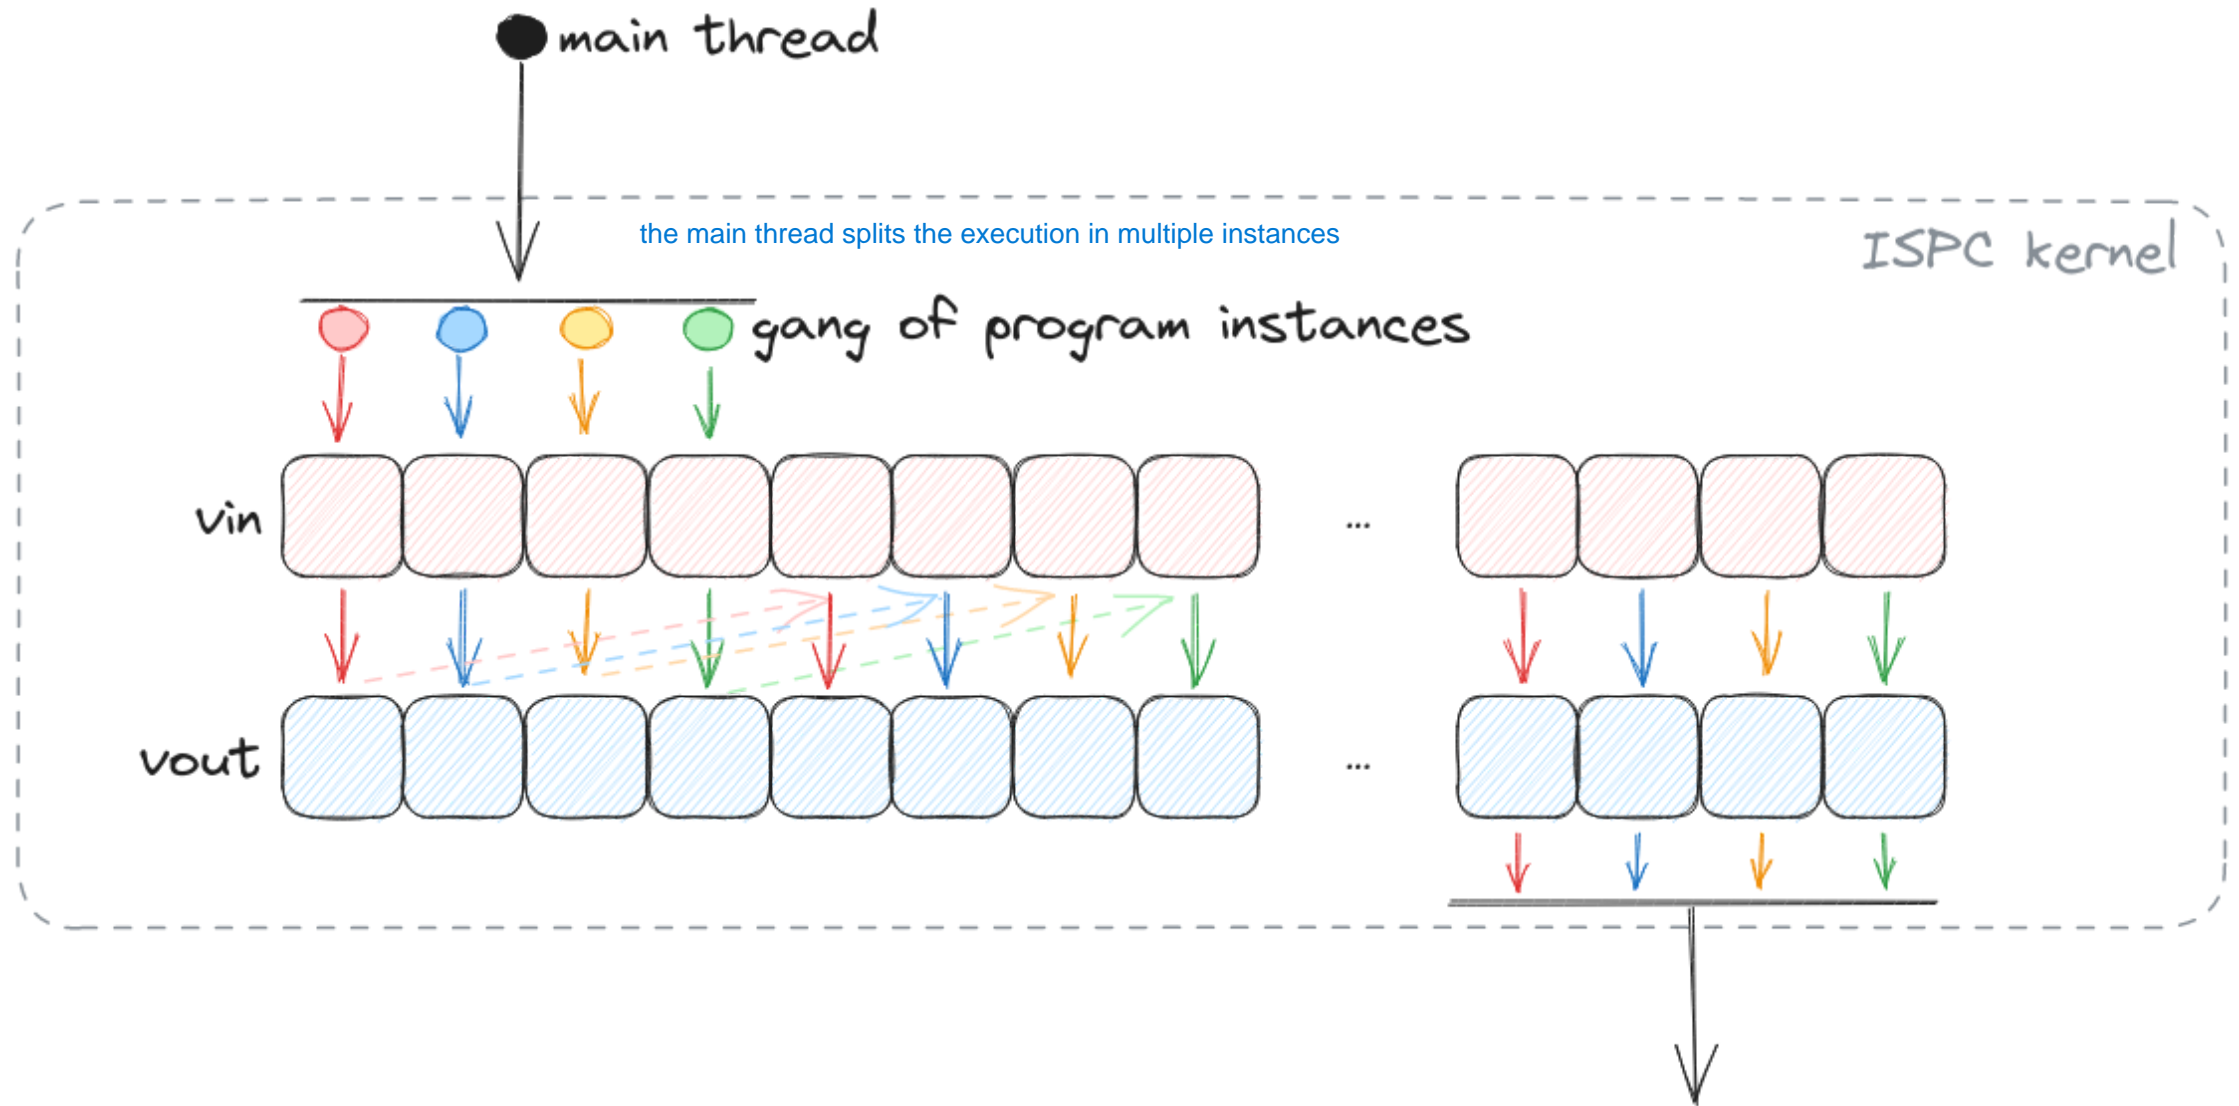 main thread
the main thread splits the execution in multiple instances
ISPC kernel
gang of program instances
vin
...
vout
...